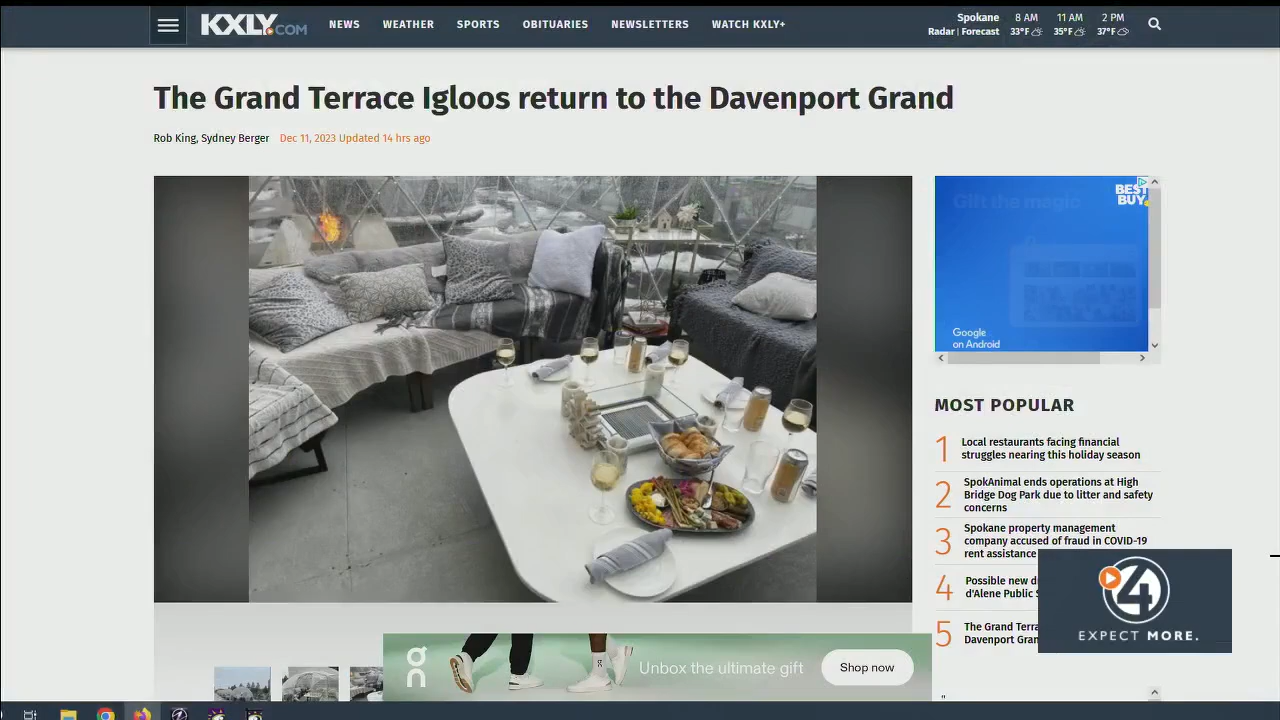 KXLY.COM
NEWS
WEATHER
SPORTS
OBITUARIES
NEWSLETTERS
WATCH KXLY+
Spokane
Radar | Forecast
8 AM
33°F
11 AM
35°F
2 PM
37°F
The Grand Terrace Igloos return to the Davenport Grand
Rob King, Sydney Berger Dec 11, 2023 Updated 14 hrs ago
BEST
BUY
Gift the magic
Google
on Android
MOST POPULAR
1 Local restaurants facing financial
struggles nearing this holiday season
2 SpokAnimal ends operations at High
Bridge Dog Park due to litter and safety
concerns
3 Spokane property management
company accused of fraud in COVID-19
rent assistance
4 Possible new
d'Alene Public
5 The Grand
Davenport
4
EXPECT MORE.
on
Unbox the ultimate gift
Shop now